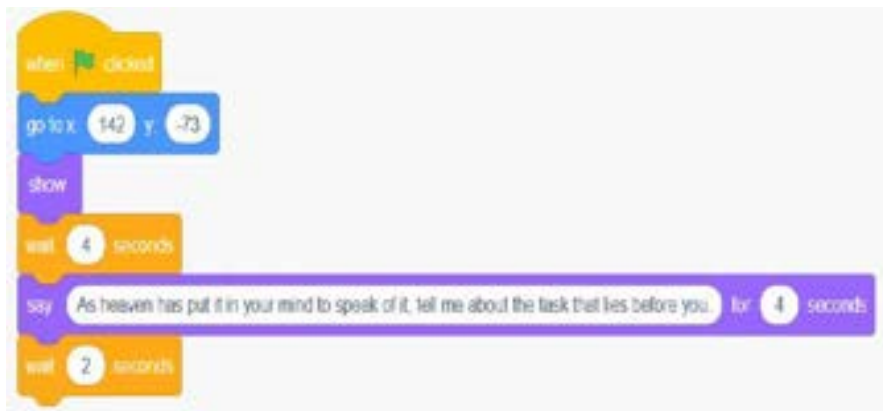 when clicked
go to x: 142 y: -73
show
wait 4 seconds
say As heaven has put it in your mind to speak of it, tell me about the task that lies before you. for 4 seconds
wait 2 seconds